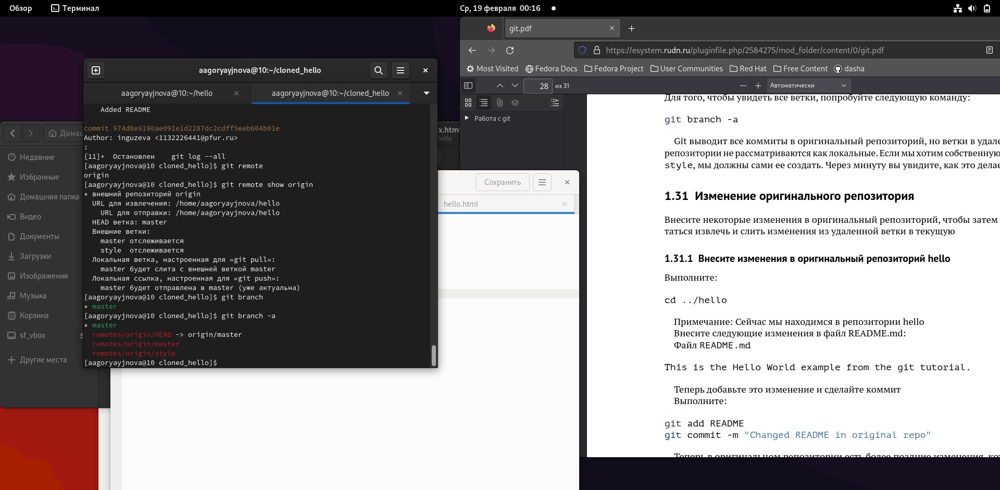 Обзор
Терминал
Ср, 19 февраля 00:16
git.pdf
https://esystem.rudn.ru/pluginfile.php/2584275/mod_folder/content/0/git.pdf
Most Visited
Fedora Docs
Fedora Project
User Communities
Red Hat
Free Content
dasha
28 из 31
Автоматически
Работа с git
aagoryayjnova@10:~/cloned_hello
aagoryayjnova@10:~/hello
aagoryayjnova@10:~/cloned_hello
Added README
commit 974d8e9190ae091e1d2287dc2cdff5eeb604b01e
Author: inguzeva <1132226441@pfur.ru>
:
[11]+  Остановлен    git log --all
[aagoryayjnova@10 cloned_hello]$ git remote
origin
[aagoryayjnova@10 cloned_hello]$ git remote show origin
* внешний репозиторий origin
URL для извлечения: /home/aagoryayjnova/hello
URL для отправки: /home/aagoryayjnova/hello
HEAD ветка: master
Внешние ветки:
master отслеживается
style  отслеживается
Локальная ветка, настроенная для «git pull»:
master будет слита с внешней веткой master
Локальная ссылка, настроенная для «git push»:
master будет отправлена в master (уже актуальна)
[aagoryayjnova@10 cloned_hello]$ git branch
* master
[aagoryayjnova@10 cloned_hello]$ git branch -a
* master
remotes/origin/HEAD -> origin/master
remotes/origin/master
remotes/origin/style
[aagoryayjnova@10 cloned_hello]$
Недавние
Избранные
Домашняя папка
Видео
Документы
Загрузки
Изображения
Музыка
Корзина
sf_vbox
Другие места
x.html
hello
Сохранить
hello.html
Для того, чтобы увидеть все ветки, попробуйте следующую команду:
git branch -a
Git выводит все коммиты в оригинальный репозиторий, но ветки в удале
репозитории не рассматриваются как локальные. Если мы хотим собственную
style, мы должны сами ее создать. Через минуту вы увидите, как это делае
1.31 Изменение оригинального репозитория
Внесите некоторые изменения в оригинальный репозиторий, чтобы затем
таться извлечь и слить изменения из удаленной ветки в текущую
1.31.1 Внесите изменения в оригинальный репозиторий hello
Выполните:
cd ../hello
Примечание: Сейчас мы находимся в репозитории hello
Внесите следующие изменения в файл README.md:
Файл README.md
This is the Hello World example from the git tutorial.
Теперь добавьте это изменение и сделайте коммит
Выполните:
git add README
git commit -m "Changed README in original repo"
Теперь в оригинальном репозитории есть более поздние изменения, кот